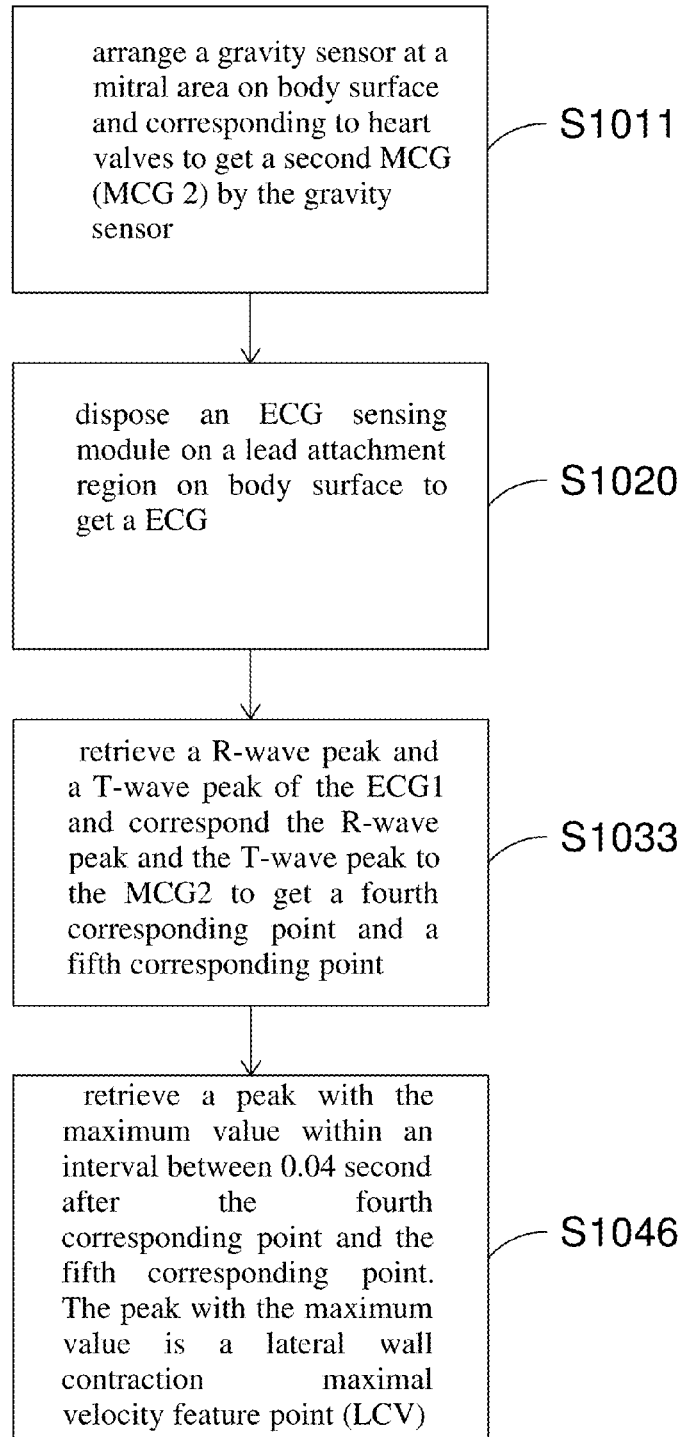 arrange a gravity sensor at a
mitral area on body surface
and corresponding to heart
valves to get a second MCG
(MCG 2) by the gravity
sensor
S1011
dispose an ECG sensing
module on a lead attachment
region on body surface to
get a ECG
S1020
retrieve a R-wave peak and
a T-wave peak of the ECG1
and correspond the R-wave
peak and the T-wave peak to
the MCG2 to get a fourth
corresponding point and a
fifth corresponding point
S1033
retrieve a peak with the
maximum value within an
interval between 0.04 second
after the fourth
corresponding point and the
fifth corresponding point.
The peak with the maximum
value is a lateral wall
contraction maximal
velocity feature point (LCV)
S1046